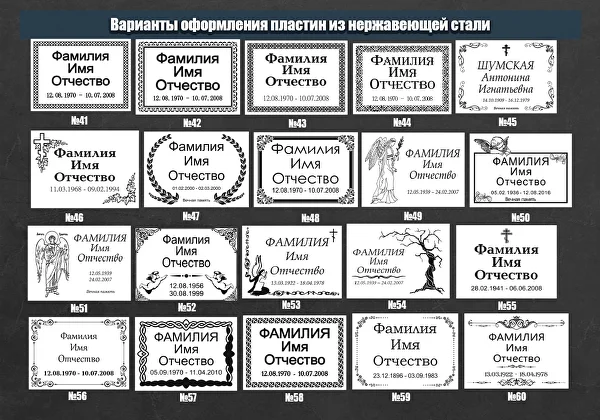 Варианты оформления пластин из нержавеющей стали
ФАМИЛИЯ
Имя
Отчество
12. 08. 1970 – 10. 07. 2008
№41
ФАМИЛИЯ
Имя
Отчество
12. 08. 1970 – 10. 07. 2008
№42
ФАМИЛИЯ
Имя
Отчество
12.08.1970 - 10.07.2008
№43
ФАМИЛИЯ
Имя
Отчество
12. 08. 1970 – 10. 07. 2008
№44
ШУМСКАЯ
Антонина
Игнатьевна
14.10.1909 - 14.12.1979
Вечная память
№45
ФАМИЛИЯ
Имя
Отчество
11.03.1968 - 09.02.1994
№46
ФАМИЛИЯ
Имя
Отчество
01.02.2000 - 02.03.2000
Вечная память
№47
Фамилия
Имя
Отчество
12.08.1970 - 10.07.2008
№48
ФАМИЛИЯ
Имя
Отчество
12.05.1939 - 24.02.2007
№49
ФАМИЛИЯ
Имя
Отчество
05.02.1936 - 12.08.2016
Вечная память
№50
ФАМИЛИЯ
Имя
Отчество
12.05.1939
24.02.2007
Вечная память
№51
ФАМИЛИЯ
Имя
Отчество
12.08.1956
30.08.1999
№52
ФАМИЛИЯ
Имя
Отчество
13.03.1922 - 18.04.1978
№53
ФАМИЛИЯ
Имя
Отчество
12.05.1939 - 24.02.2007
№54
ФАМИЛИЯ
Имя
Отчество
28.02.1941 - 06.06.2008
№55
ФАМИЛИЯ
Имя
Отчество
12.08.1970 - 10.07.2008
№56
ФАМИЛИЯ
Имя
Отчество
05.09.1970 - 11.04.2010
№57
ФАМИЛИЯ
Имя
Отчество
12.08.1970 - 10.07.2008
№58
ФАМИЛИЯ
Имя
Отчество
23.12.1896 - 03.09.1983
№59
ФАМИЛИЯ
Имя
Отчество
13.03.1922 - 18.04.1978
№60